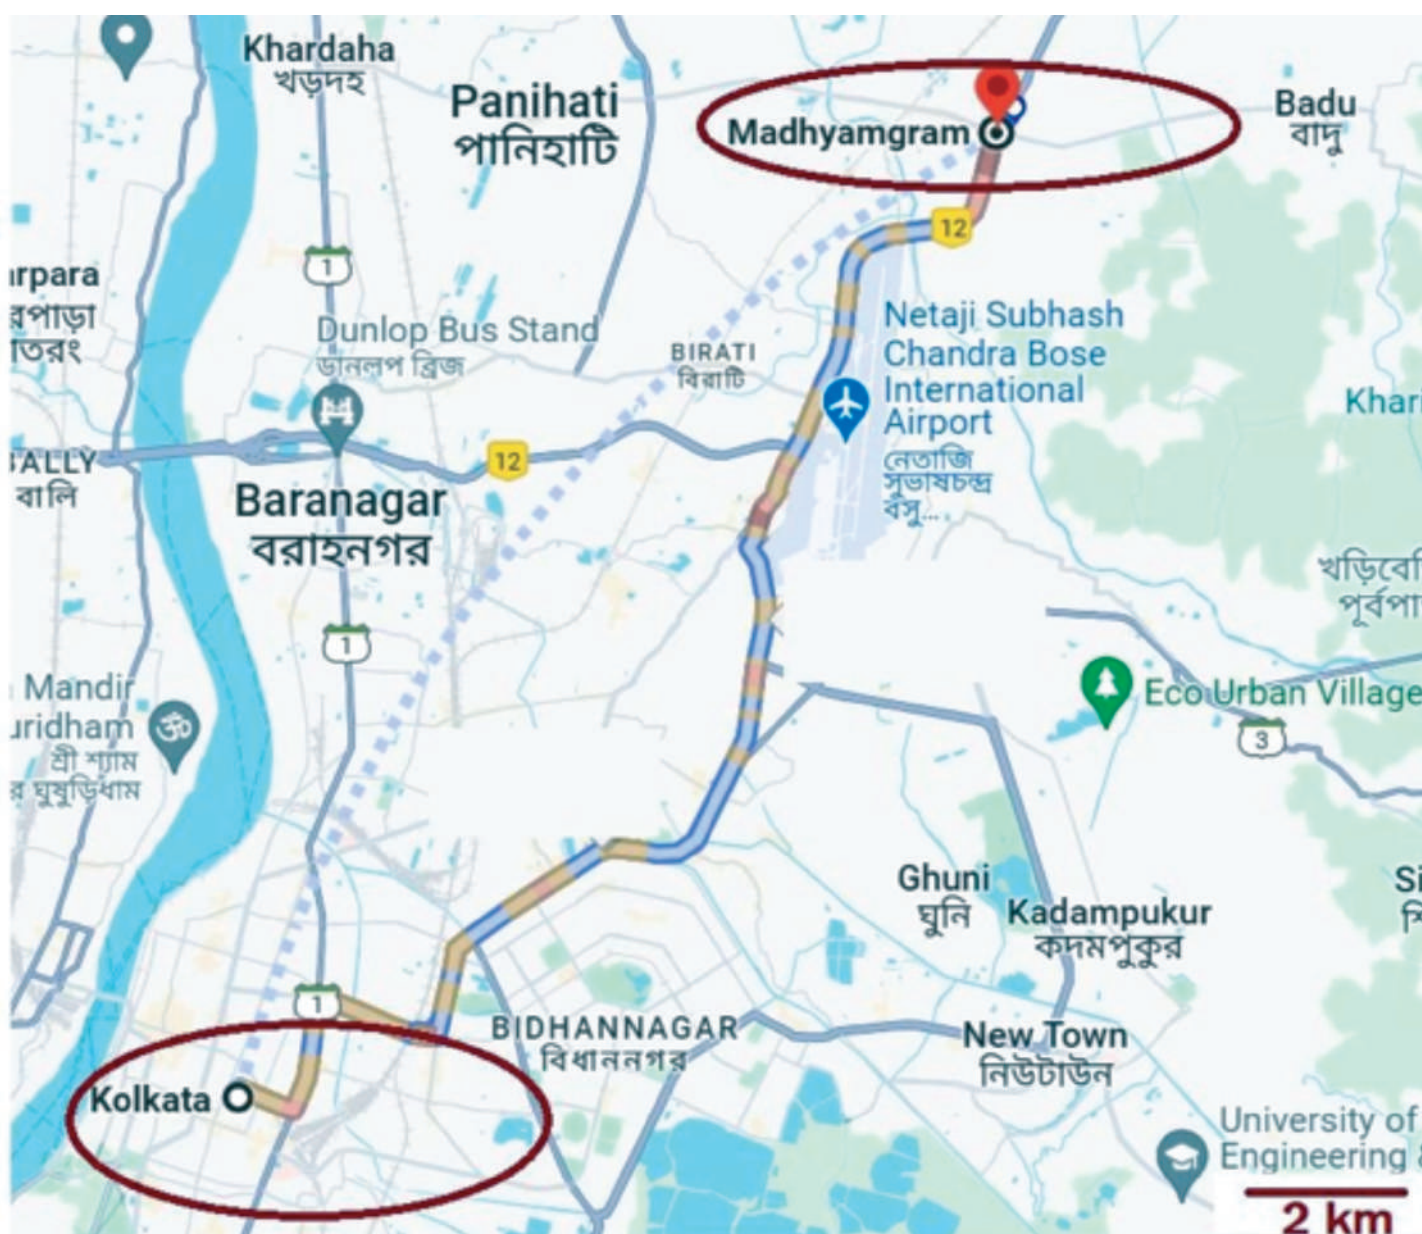 Khardaha
খড়দহ
Panihati
পানিহাটি
Madhyamgram
Badu
বাদু
12
1
Netaji Subhash
Chandra Bose
International
Airport
নেতাজি
সুভাষচন্দ্র
বসু...
Dunlop Bus Stand
ডানলপ ব্রিজ
BIRATI
বিরাটি
12
BALLY
বালি
Baranagar
বরাহনগর
1
Mandir
শ্রী শ্যাম
Eco Urban Village
3
Ghuni
ঘুনি
Kadampukur
কদমপুকুর
1
BIDHANNAGAR
বিধাননগর
New Town
নিউটাউন
Kolkata
University of
Engineering
2 km